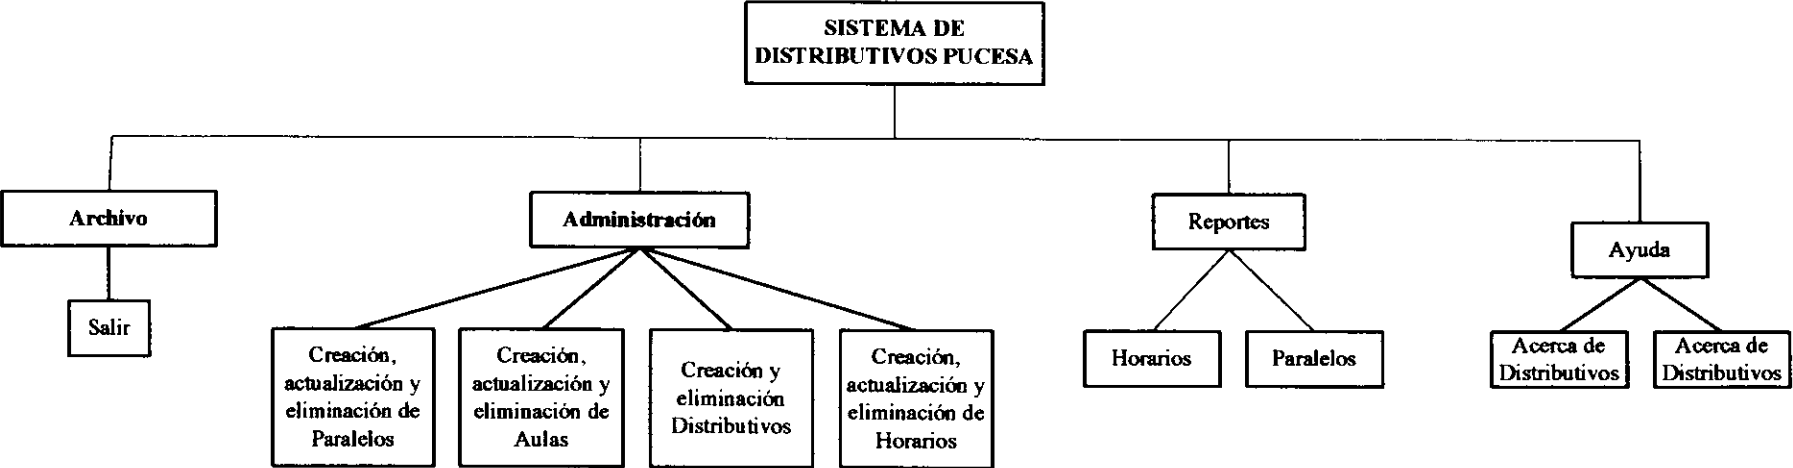 SISTEMA DE
DISTRIBUTIVOS PUCESA
Archivo
Administración
Reportes
Ayuda
Salir
Creación,
actualización y
eliminación de
Paralelos
Creación,
actualización y
eliminación de
Aulas
Creación y
eliminación
Distributivos
Creación,
actualización y
eliminación de
Horarios
Horarios
Paralelos
Acerca de
Distributivos
Acerca de
Distributivos